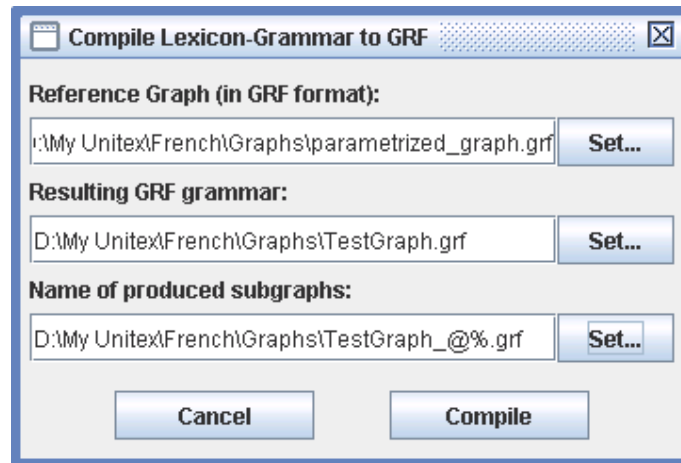 Compile Lexicon-Grammar to GRF
Reference Graph (in GRF format):
:\My Unitex\French\Graphs\parametrized_graph.grf
Set...
Resulting GRF grammar:
D:\My Unitex\French\Graphs\TestGraph.grf
Set...
Name of produced subgraphs:
D:\My Unitex\French\Graphs\TestGraph_@%.grf
Set...
Cancel
Compile